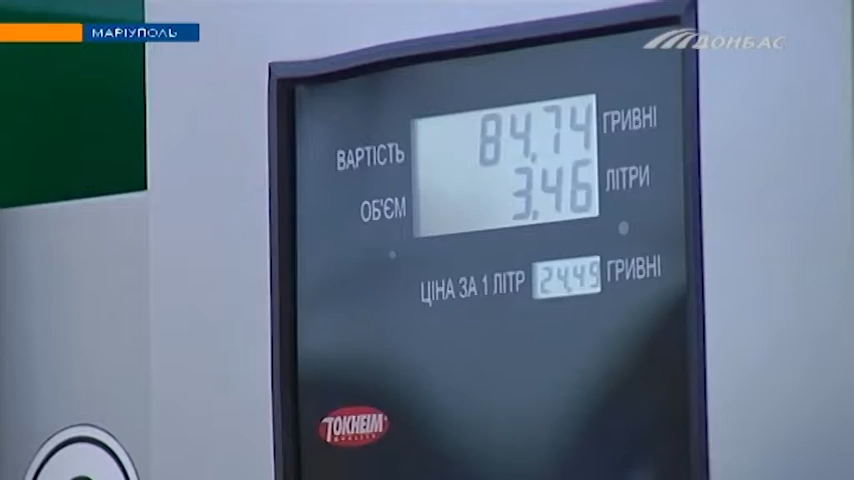 МАРІУПОЛЬ
ДОНБАС
ВАРТІСТЬ 84,74 ГРИВНІ
ОБ'ЄМ 3,46 ЛІТРИ
ЦІНА ЗА 1 ЛІТР 24,49 ГРИВНІ
TOKHEIM
QUALITY